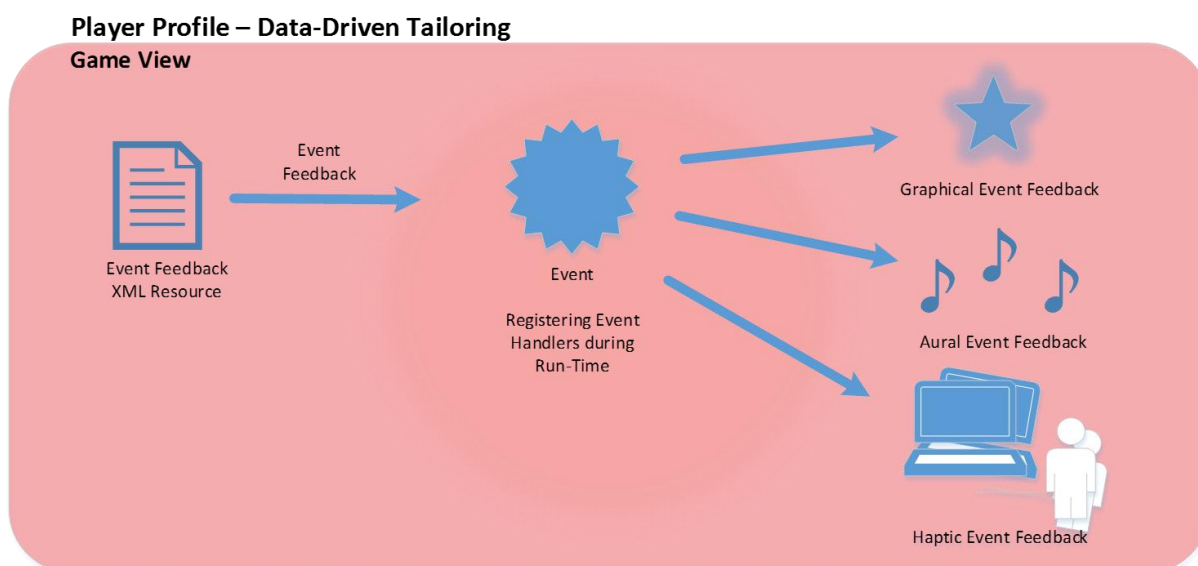 Player Profile – Data-Driven Tailoring
Game View
Event
Feedback
Event Feedback
XML Resource
Event
Registering Event
Handlers during
Run-Time
Graphical Event Feedback
Aural Event Feedback
Haptic Event Feedback